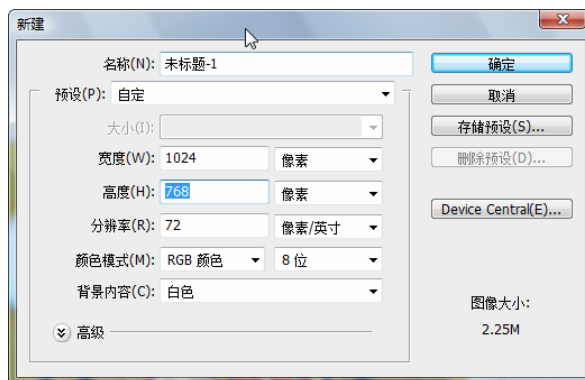 新建
名称(N): 未标题-1
确定
预设(P): 自定
取消
大小(I):
存储预设(S)...
宽度(W): 1024 像素
删除预设(D)...
高度(H): 768 像素
Device Central(E)...
分辨率(R): 72 像素/英寸
颜色模式(M): RGB 颜色 8 位
背景内容(C): 白色
图像大小:
高级
2.25M